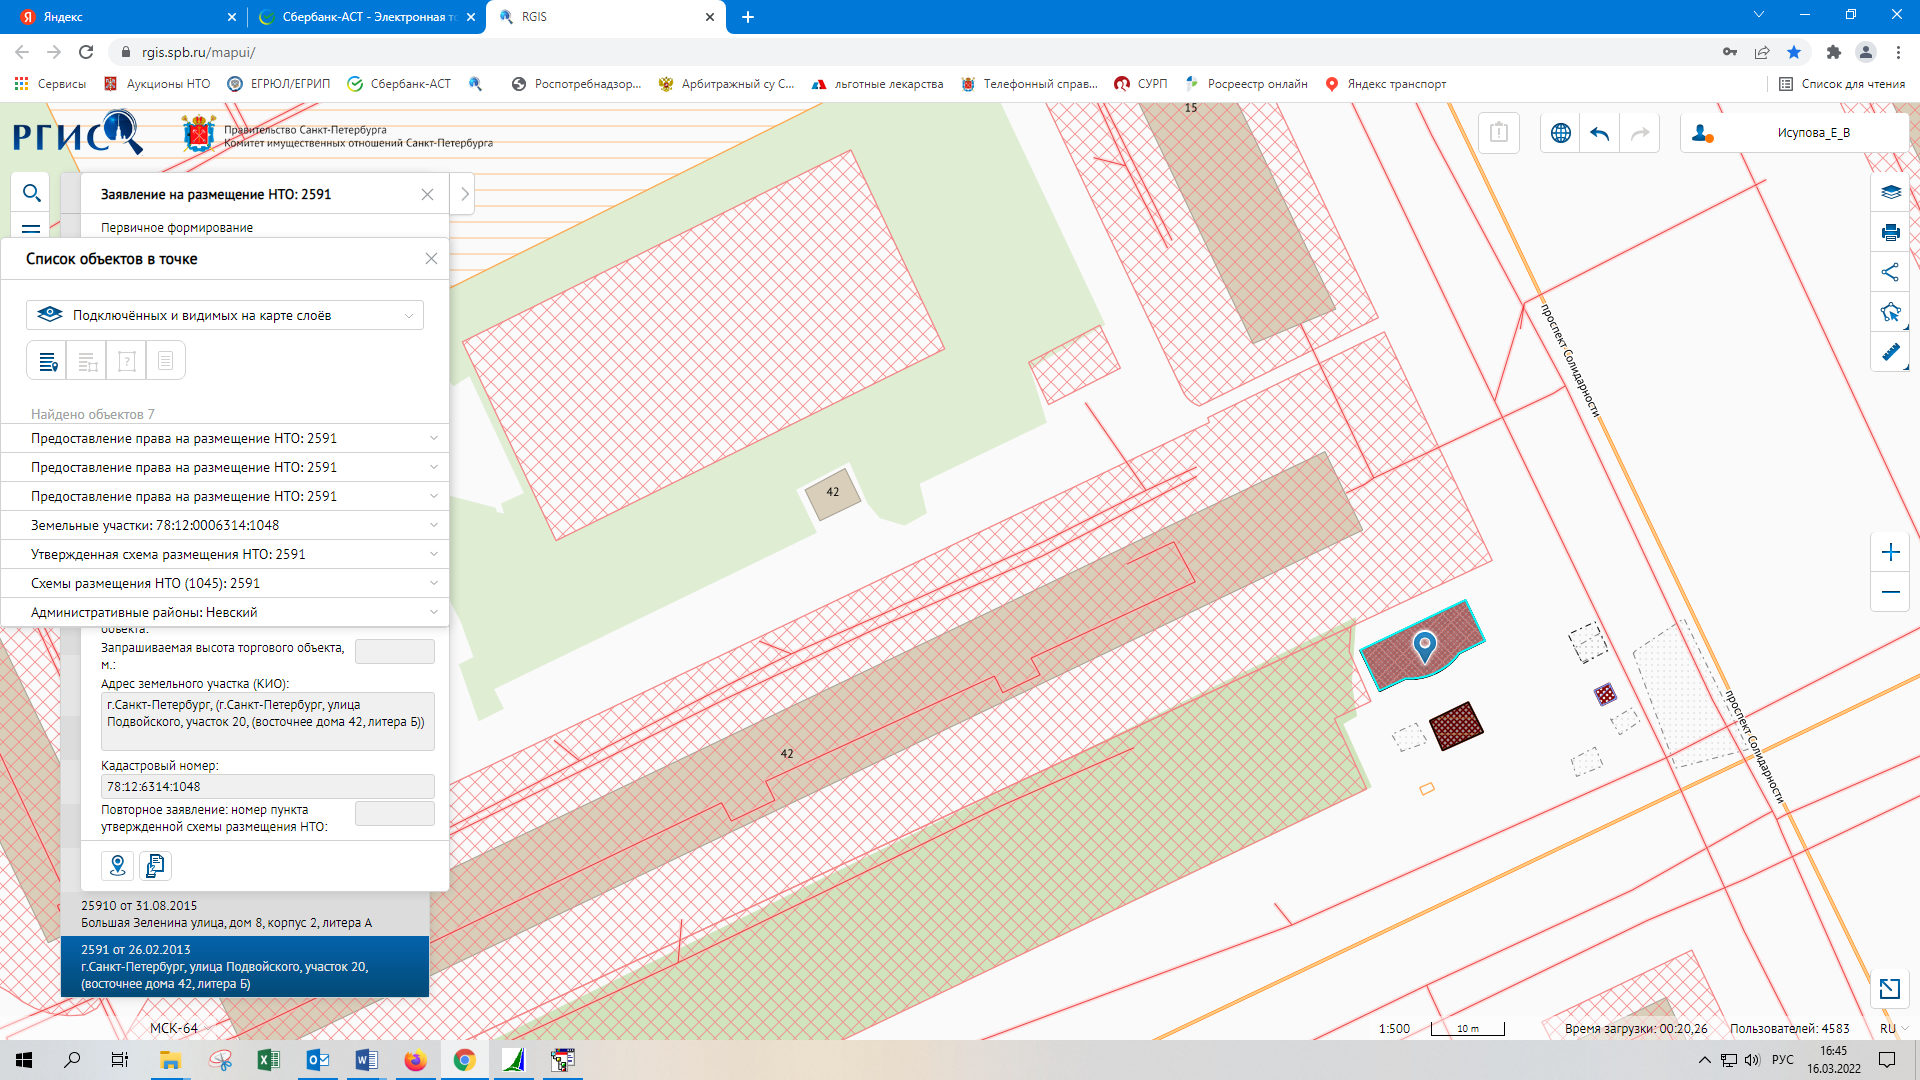 Яндекс
Сбербанк-АСТ - Электронная то
RGIS
rgis.spb.ru/mapui/
Сервисы
Аукционы НТО
ЕГРЮЛ/ЕГРИП
Сбербанк-АСТ
Роспотребнадзор...
Арбитражный су С...
льготные лекарства
Телефонный справ...
СУРП
Росреестр онлайн
Яндекс транспорт
Список для чтения
РГИС
Правительство Санкт-Петербурга
Комитет имущественных отношений Санкт-Петербурга
Исупова_Е_В
Заявление на размещение НТО: 2591
Первичное формирование
Список объектов в точке
Подключённых и видимых на карте слоёв
Найдено объектов 7
Предоставление права на размещение НТО: 2591
Предоставление права на размещение НТО: 2591
Предоставление права на размещение НТО: 2591
Земельные участки: 78:12:0006314:1048
Утвержденная схема размещения НТО: 2591
Схемы размещения НТО (1045): 2591
Административные районы: Невский
объекта:
Запрашиваемая высота торгового объекта,
м.:
Адрес земельного участка (КИО):
г.Санкт-Петербург, (г.Санкт-Петербург, улица
Подвойского, участок 20, (восточнее дома 42, литера Б))
Кадастровый номер:
78:12:6314:1048
Повторное заявление: номер пункта
утвержденной схемы размещения НТО:
25910 от 31.08.2015
Большая Зеленина улица, дом 8, корпус 2, литера А
2591 от 26.02.2013
г.Санкт-Петербург, улица Подвойского, участок 20,
(восточнее дома 42, литера Б)
15
42
42
проспект Солидарности
проспект Солидарности
МСК-64
1:500
10 m
Время загрузки: 00:20,26
Пользователей: 4583
RU
РУС
16:45
16.03.2022